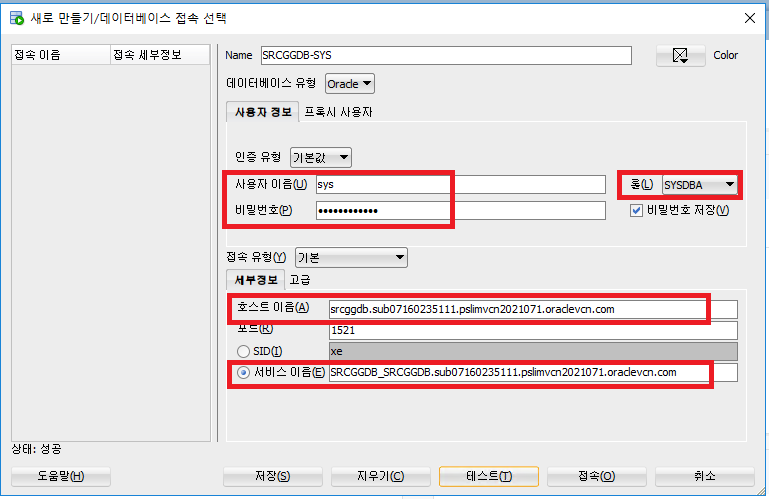 새로 만들기/데이터베이스 접속 선택
접속 이름 접속 세부정보
Name SRCGGDB-SYS Color
데이터베이스 유형 Oracle
사용자 정보 프록시 사용자
인증 유형 기본값
사용자 이름(U) sys 롤(L) SYSDBA
비밀번호(P) •••••••••••• 비밀번호 저장(V)
접속 유형(Y) 기본
세부정보 고급
호스트 이름(A) srcggdb.sub07160235111.pslimvcn2021071.oraclevcn.com
포트(R) 1521
SID(I) xe
서비스 이름(E) SRCGGDB_SRCGGDB.sub07160235111.pslimvcn2021071.oraclevcn.com
상태: 성공
도움말(H) 저장(S) 지우기(C) 테스트(T) 접속(O) 취소